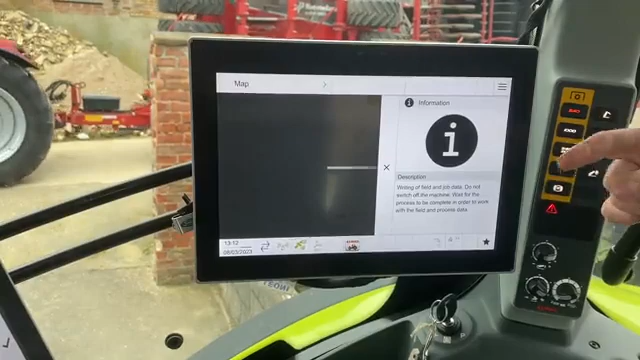 Map
Information
Description
Writing of field and job data. Do not
switch off the machine. Wait for the
process to be complete in order to work
with the field and process data.
13:12
08/03/2023